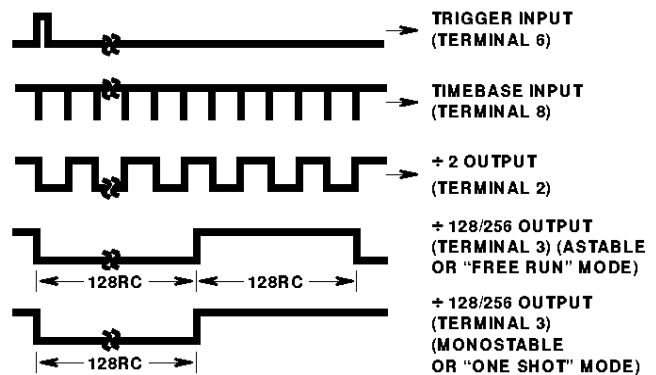 TRIGGER INPUT
(TERMINAL 6)
TIMEBASE INPUT
(TERMINAL 8)
÷ 2 OUTPUT
(TERMINAL 2)
÷ 128/256 OUTPUT
(TERMINAL 3) (ASTABLE
OR “FREE RUN” MODE)
128RC
128RC
÷ 128/256 OUTPUT
(TERMINAL 3)
(MONOSTABLE
OR “ONE SHOT” MODE)
128RC